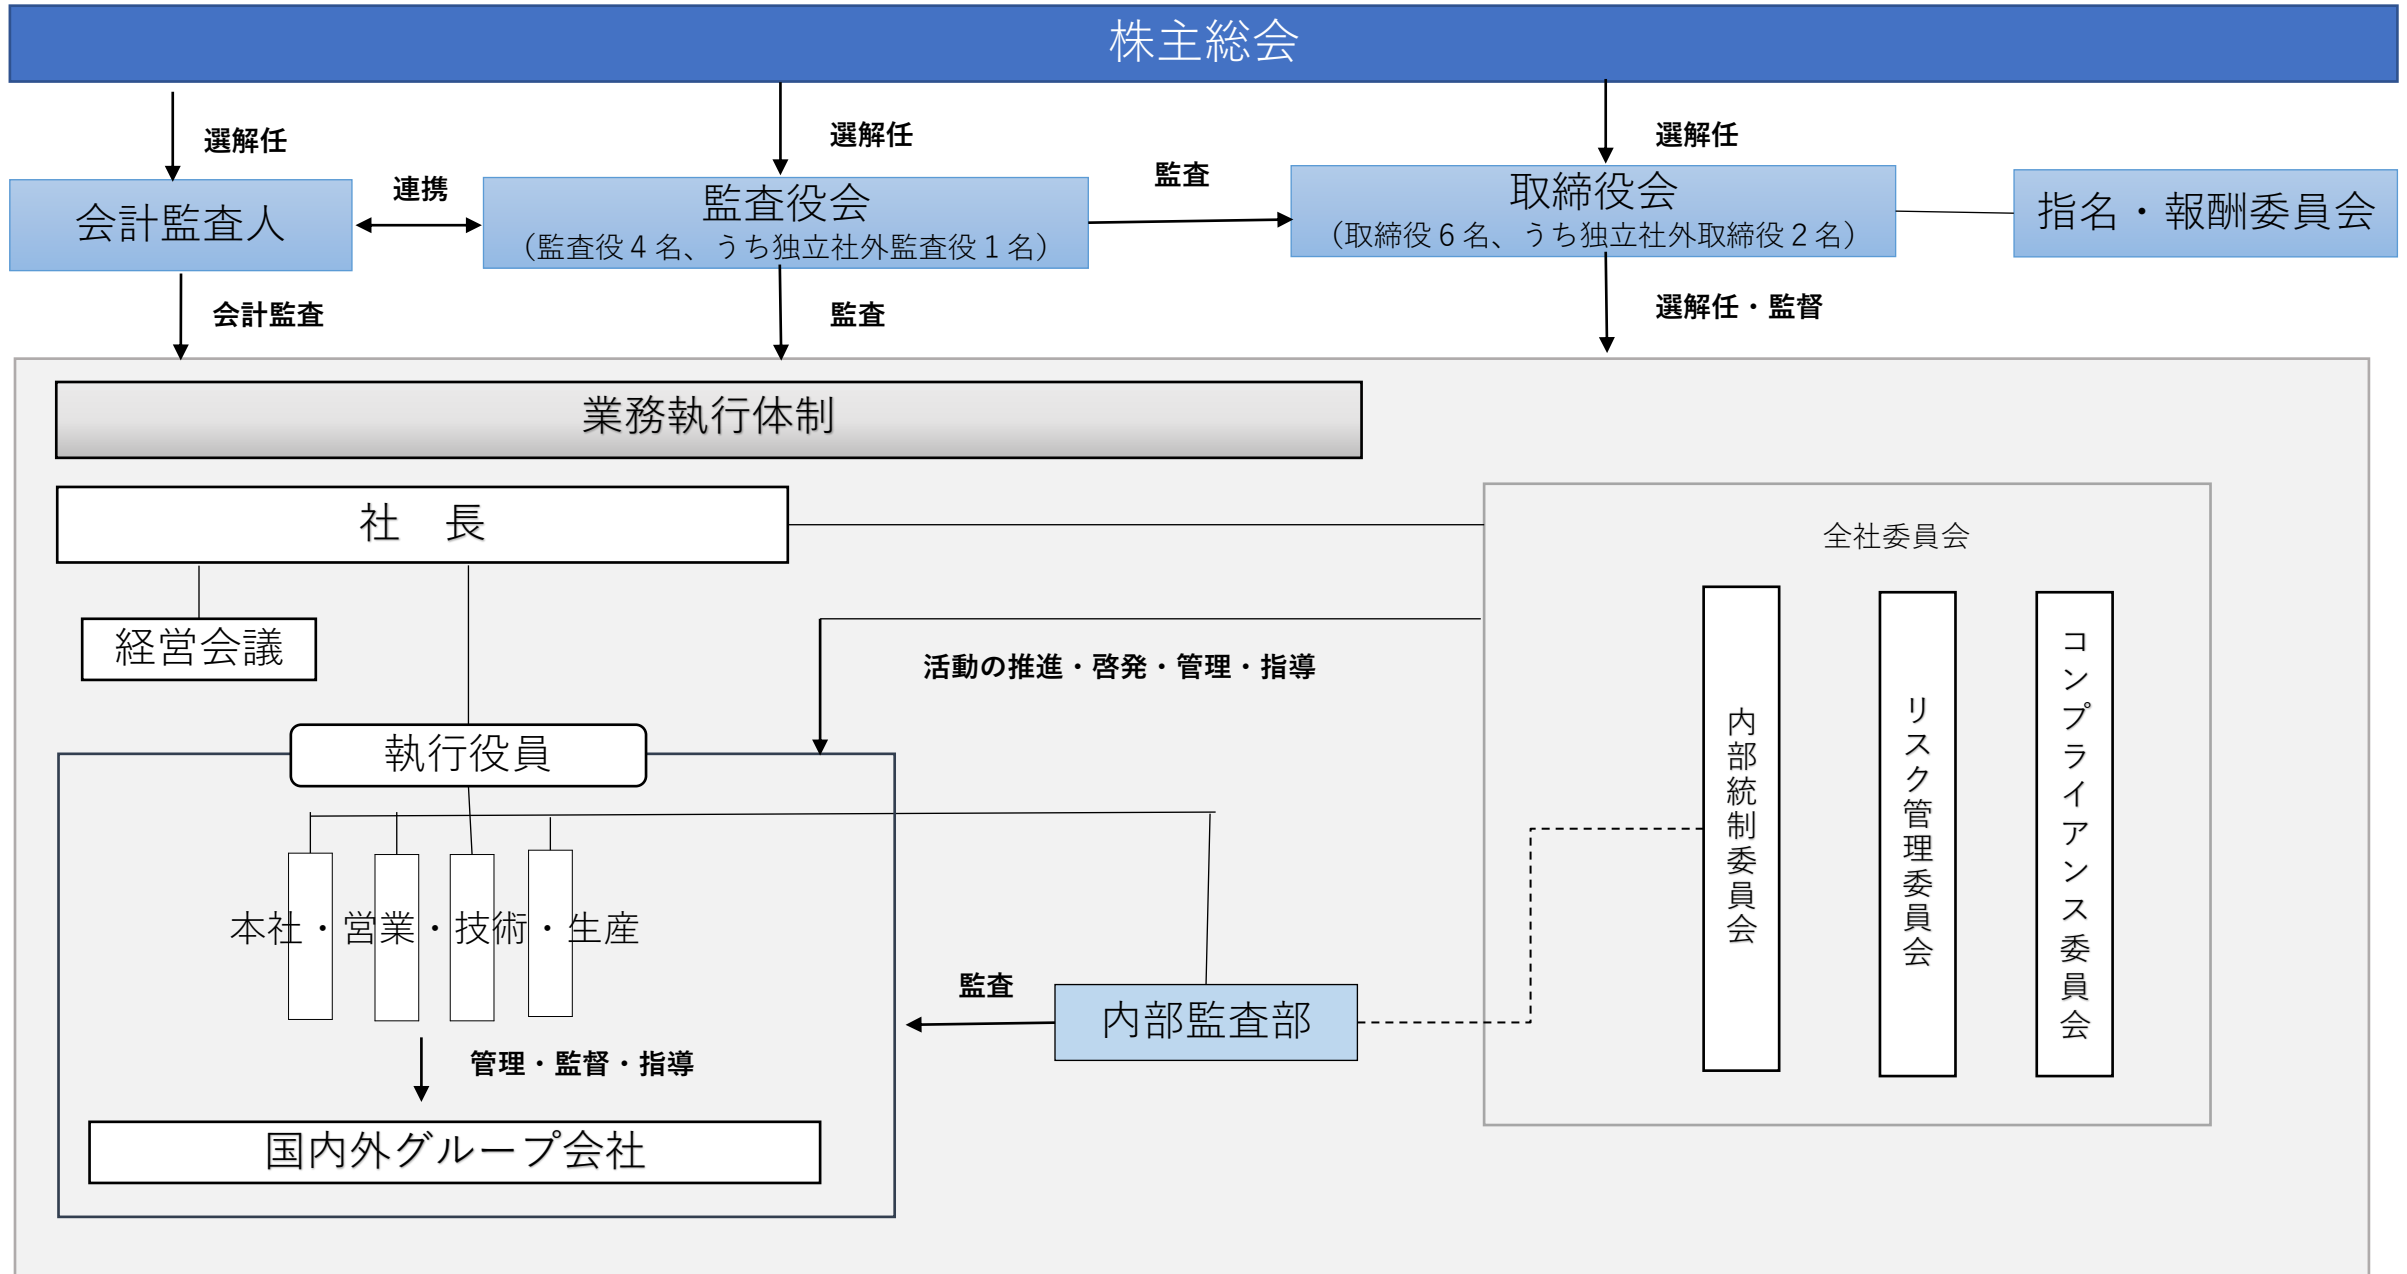 株主総会
選解任
選解任
選解任
連携
監査
会計監査人
監査役会
（監査役４名、うち独立社外監査役１名）
取締役会
（取締役６名、うち独立社外取締役２名）
指名・報酬委員会
会計監査
監査
選解任・監督
業務執行体制
社　長
全社委員会
経営会議
活動の推進・啓発・管理・指導
執行役員
内部統制委員会
リスク管理委員会
コンプライアンス委員会
本社・営業・技術・生産
監査
内部監査部
管理・監督・指導
国内外グループ会社